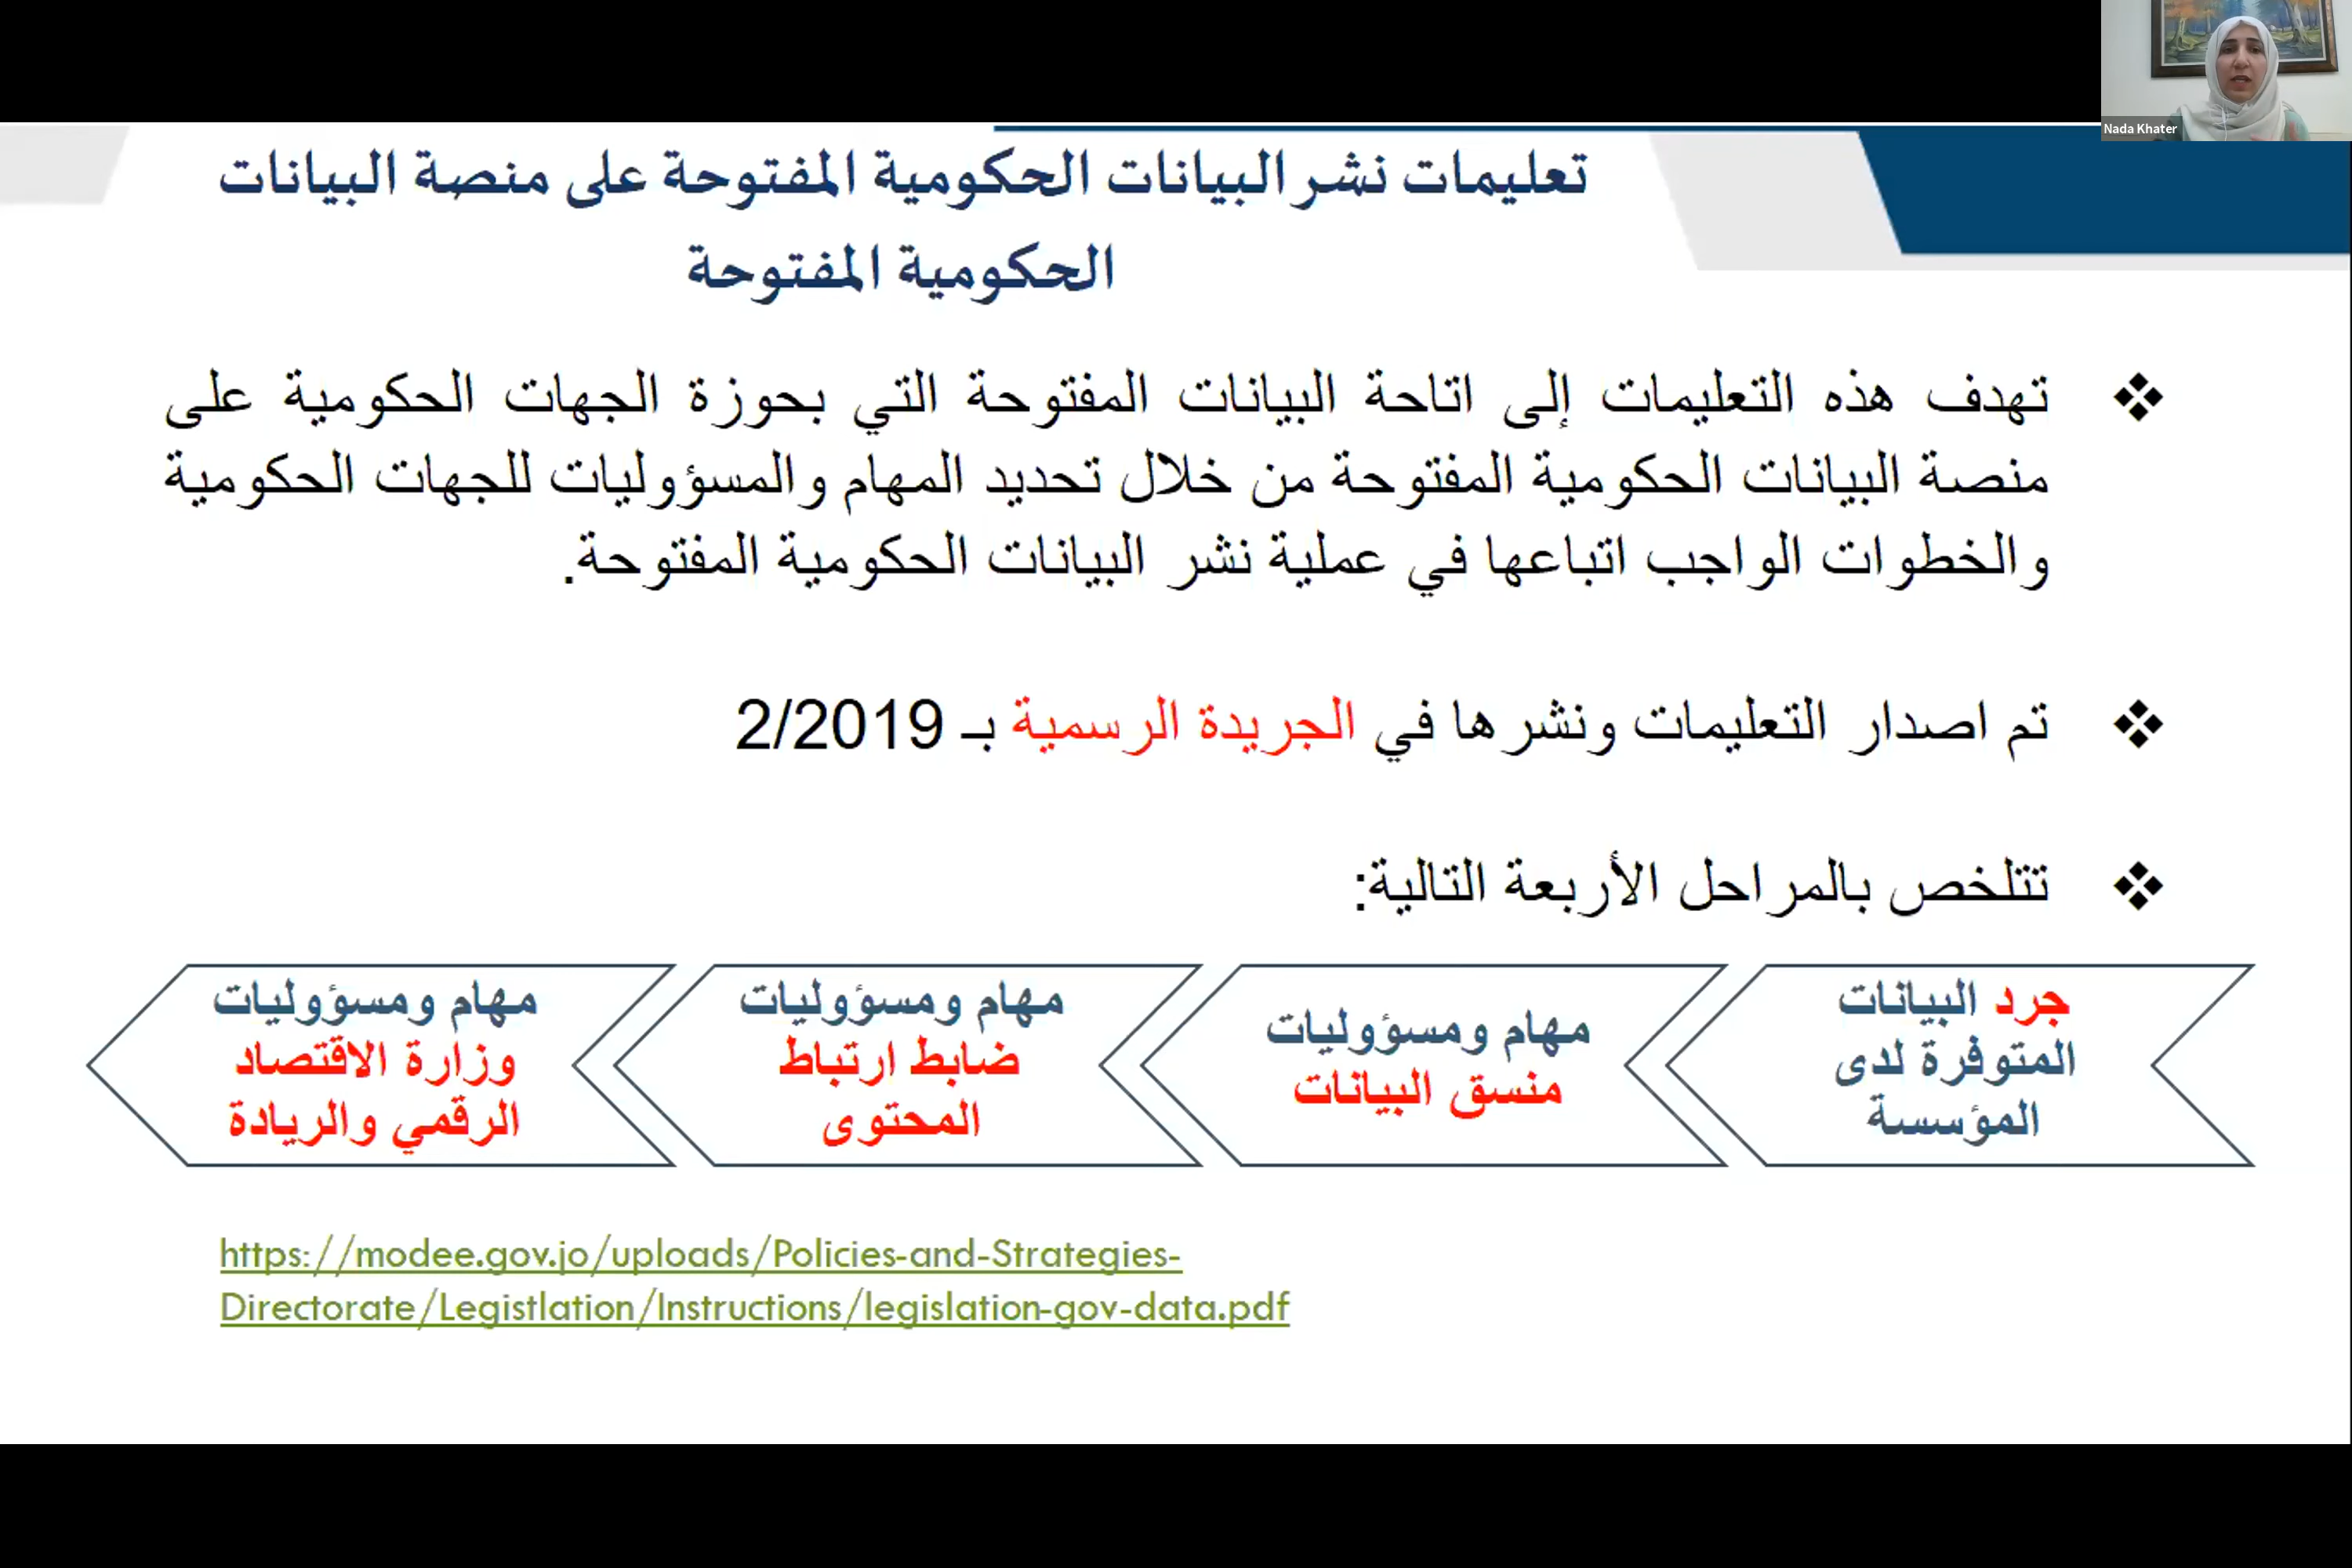 Nada Khater
تعليمات نشر البيانات الحكومية المفتوحة على منصة البيانات
الحكومية المفتوحة
❖ تهدف هذه التعليمات إلى اتاحة البيانات المفتوحة التي بحوزة الجهات الحكومية على
منصة البيانات الحكومية المفتوحة من خلال تحديد المهام والمسؤوليات للجهات الحكومية
والخطوات الواجب اتباعها في عملية نشر البيانات الحكومية المفتوحة.
❖ تم اصدار التعليمات ونشرها في الجريدة الرسمية بـ 2/2019
❖ تتلخص بالمراحل الأربعة التالية:
جرد البيانات
المتوفرة لدى
المؤسسة
مهام ومسؤوليات
منسق البيانات
مهام ومسؤوليات
ضابط ارتباط
المحتوى
مهام ومسؤوليات
وزارة الاقتصاد
الرقمي والريادة
https://modee.gov.jo/uploads/Policies-and-Strategies-
Directorate/Legistlation/Instructions/legislation-gov-data.pdf